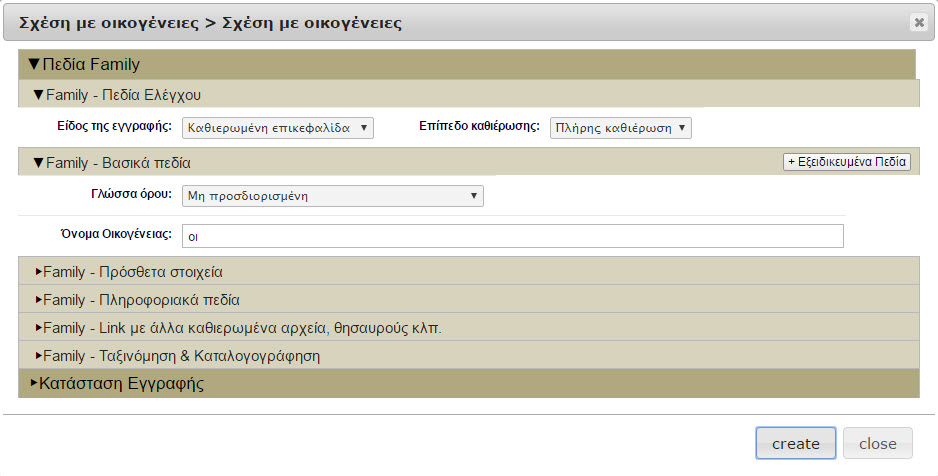 Σχέση με οικογένειες > Σχέση με οικογένειες
▼Πεδία Family
▼Family - Πεδία Ελέγχου
Είδος της εγγραφής: Καθιερωμένη επικεφαλίδα Επίπεδο καθιέρωσης: Πλήρης καθιέρωση
▼Family - Βασικά πεδία + Εξειδικευμένα Πεδία
Γλώσσα όρου: Μη προσδιορισμένη
Όνομα Οικογένειας: οι
▸Family - Πρόσθετα στοιχεία
▸Family - Πληροφοριακά πεδία
▸Family - Link με άλλα καθιερωμένα αρχεία, θησαυρούς κλπ.
▸Family - Ταξινόμηση & Καταλογογράφηση
▸Κατάσταση Εγγραφής
create close